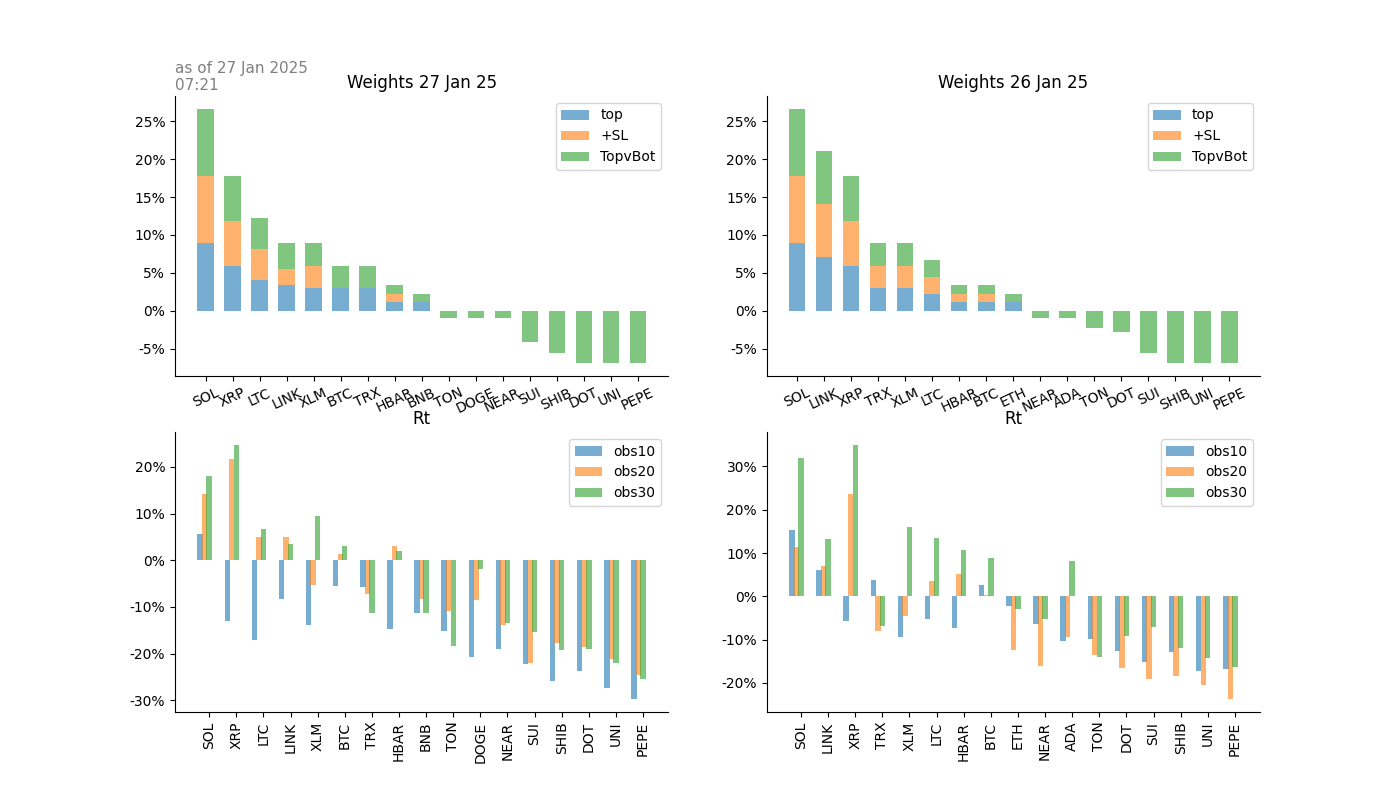 as of 27 Jan 2025
07:21
Weights 27 Jan 25
25%
20%
15%
10%
5%
0%
-5%
top
+SL
TopvBot
SOL XRP LTC LINK XLM BTC TRX HBAR BNB TON DOGE NEAR SUI SHIB DOT UNI PEPE
Weights 26 Jan 25
25%
20%
15%
10%
5%
0%
-5%
top
+SL
TopvBot
SOL LINK XRP TRX XLM LTC HBAR BTC ETH NEAR ADA TON DOT SUI SHIB UNI PEPE
Rt
20%
10%
0%
-10%
-20%
-30%
obs10
obs20
obs30
SOL XRP LTC LINK XLM BTC TRX HBAR BNB TON DOGE NEAR SUI SHIB DOT UNI PEPE
Rt
30%
20%
10%
0%
-10%
-20%
obs10
obs20
obs30
SOL LINK XRP TRX XLM LTC HBAR BTC ETH NEAR ADA TON DOT SUI SHIB UNI PEPE